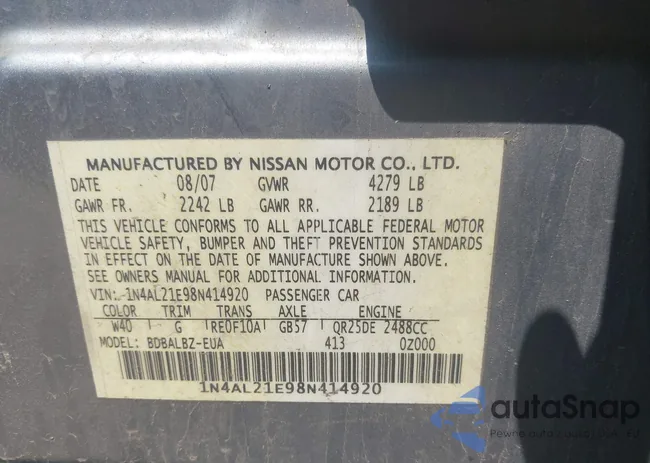 MANUFACTURED BY NISSAN MOTOR CO., LTD.
DATE 08/07 GVWR 4279 LB
GAWR FR. 2242 LB GAWR RR. 2189 LB
THIS VEHICLE CONFORMS TO ALL APPLICABLE FEDERAL MOTOR
VEHICLE SAFETY, BUMPER AND THEFT PREVENTION STANDARDS
IN EFFECT ON THE DATE OF MANUFACTURE SHOWN ABOVE.
SEE OWNERS MANUAL FOR ADDITIONAL INFORMATION.
VIN: 1N4AL21E98N414920 PASSENGER CAR
COLOR TRIM TRANS AXLE ENGINE
W40 G RE0F10A GB57 QR25DE 2488CC
MODEL: BDBALBZ-EUA 413 0Z000
1N4AL21E98N414920
autaSnap
Pewne auta z